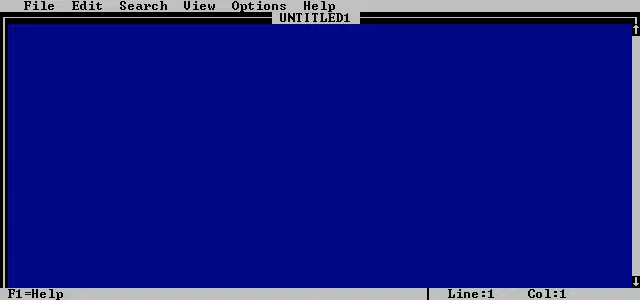 File Edit Search View Options Help
UNTITLED1
↑
↓
F1=Help Line:1 Col:1